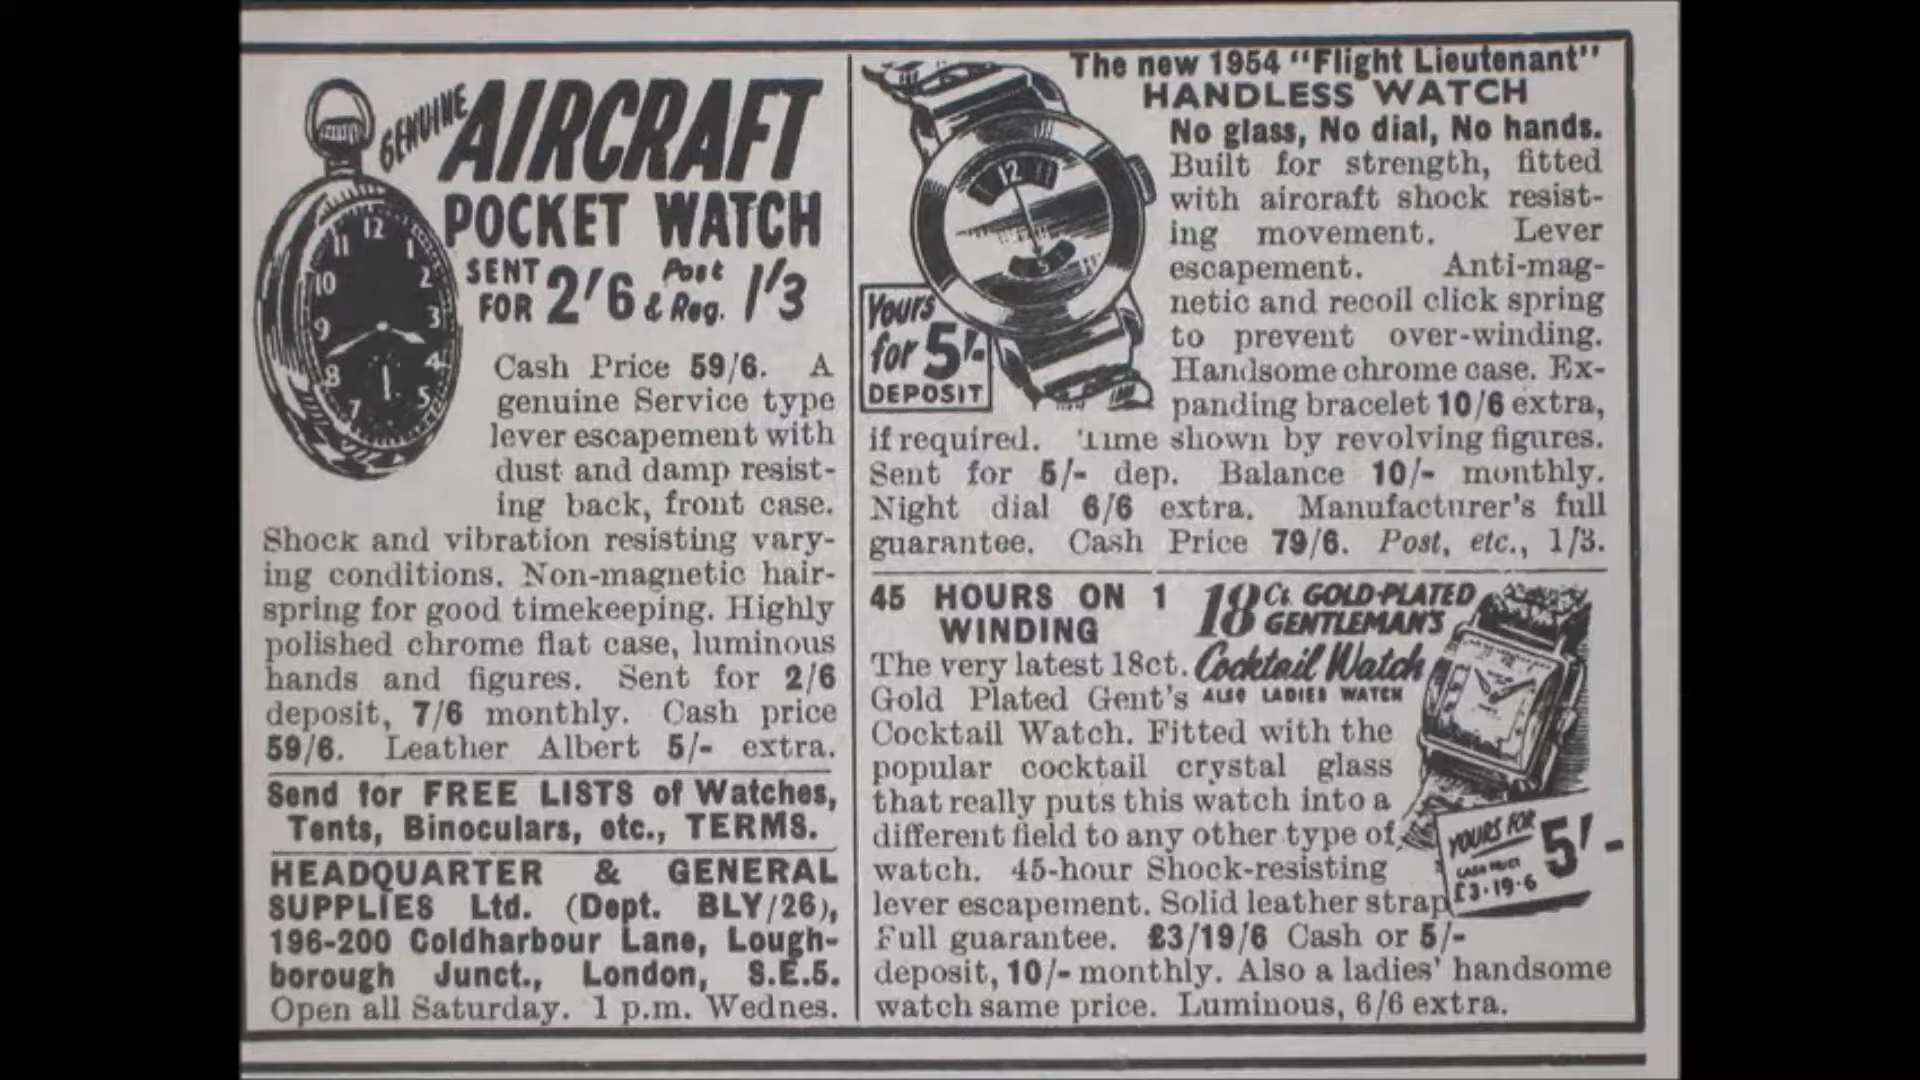 GENUINE AIRCRAFT
POCKET WATCH
SENT FOR 2'6 Post & Reg. 1'3
Cash Price 59/6. A
genuine Service type
lever escapement with
dust and damp resist-
ing back, front case.
Shock and vibration resisting vary-
ing conditions. Non-magnetic hair-
spring for good timekeeping. Highly
polished chrome flat case, luminous
hands and figures. Sent for 2/6
deposit, 7/6 monthly. Cash price
59/6. Leather Albert 5/- extra.
Send for FREE LISTS of Watches,
Tents, Binoculars, etc., TERMS.
HEADQUARTER & GENERAL
SUPPLIES Ltd. (Dept. BLY/26),
196-200 Coldharbour Lane, Lough-
borough Junct., London, S.E.5.
Open all Saturday. 1 p.m. Wednes.
12
11
1
10
2
9
3
8
4
7
5
The new 1954 "Flight Lieutenant"
HANDLESS WATCH
No glass, No dial, No hands.
Built for strength, fitted
with aircraft shock resist-
ing movement. Lever
escapement. Anti-mag-
netic and recoil click spring
to prevent over-winding.
Handsome chrome case. Ex-
panding bracelet 10/6 extra,
if required. Time shown by revolving figures.
Sent for 5/- dep. Balance 10/- monthly.
Night dial 6/6 extra. Manufacturer's full
guarantee. Cash Price 79/6. Post, etc., 1/3.
12
Yours
for 5/-
DEPOSIT
45 HOURS ON 1
WINDING
18 Ct. GOLD-PLATED
GENTLEMAN'S
Cocktail Watch
ALSO LADIES WATCH
The very latest 18ct.
Gold Plated Gent's
Cocktail Watch. Fitted with the
popular cocktail crystal glass
that really puts this watch into a
different field to any other type of
watch. 45-hour Shock-resisting
lever escapement. Solid leather strap
Full guarantee. £3/19/6 Cash or 5/-
deposit, 10/- monthly. Also a ladies' handsome
watch same price. Luminous, 6/6 extra.
YOURS FOR 5/-
CASH PRICE
£3·19·6